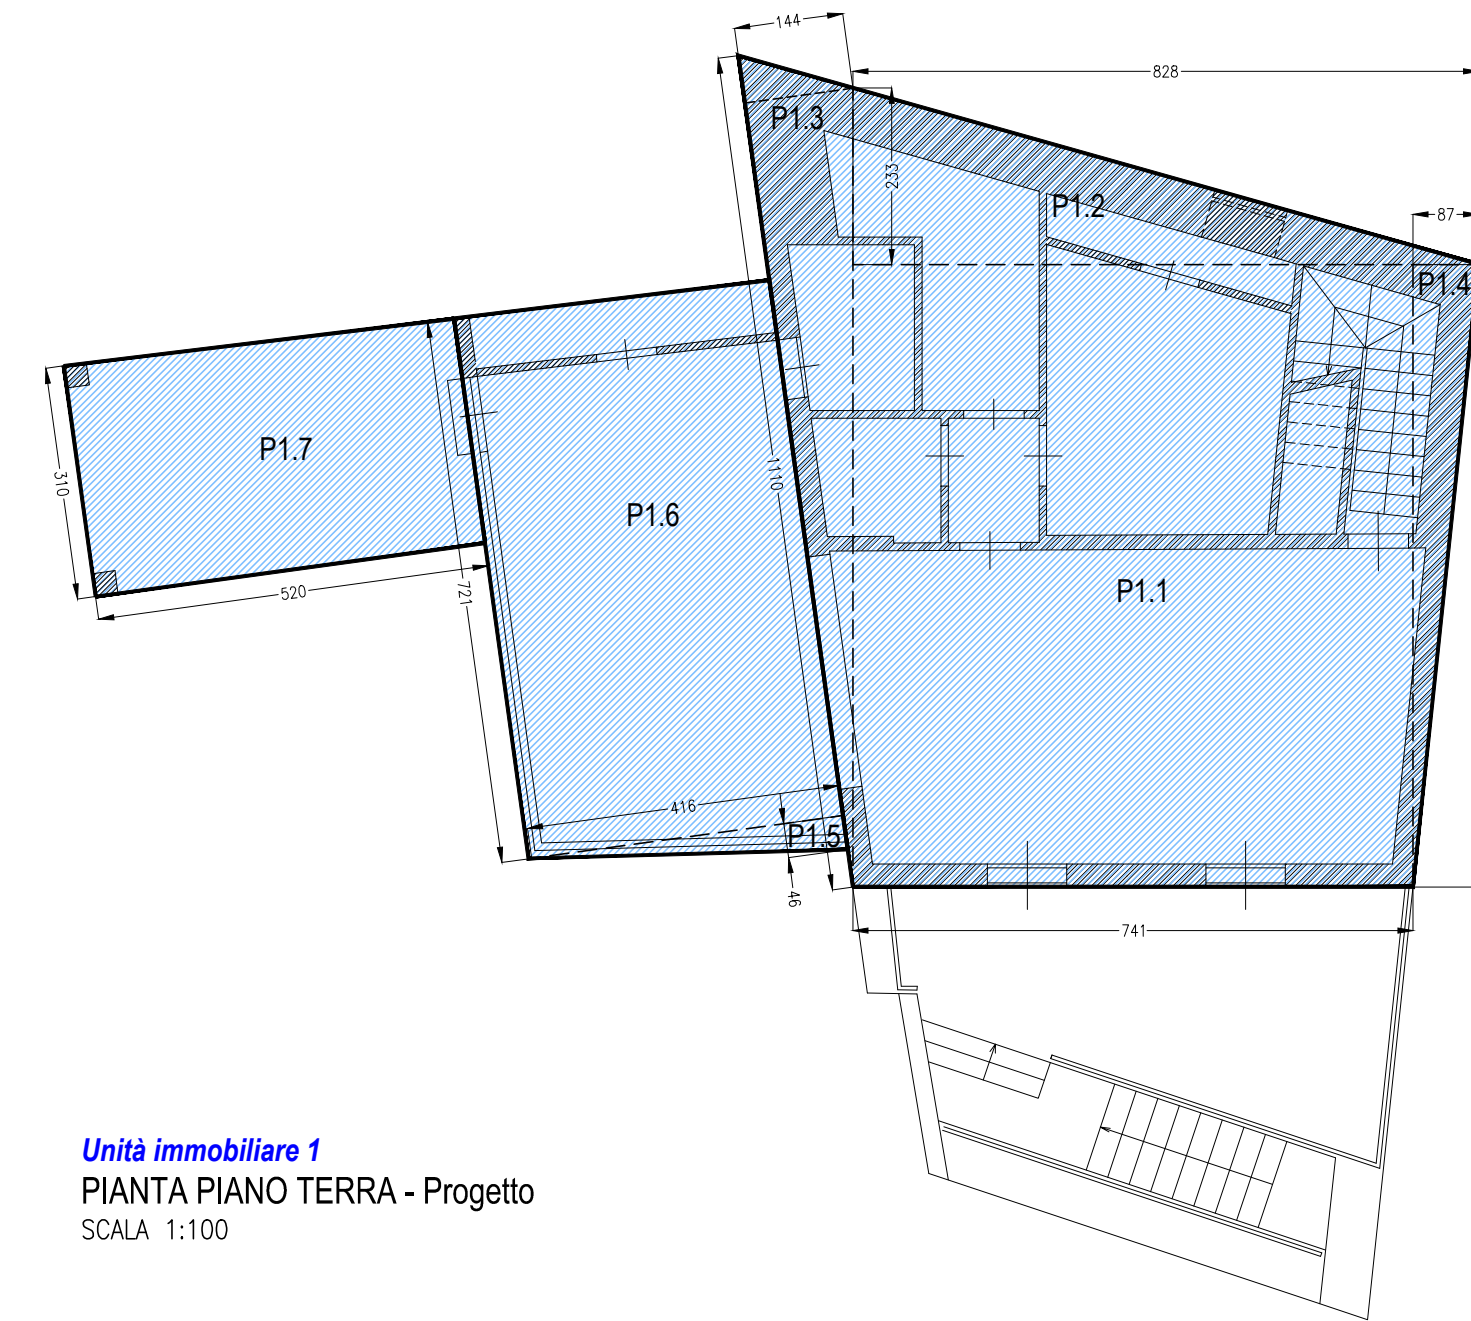 144
828
P1.3
233
P1.2
87
P1.4
P1.7
310
P1.6
1110
520
721
P1.1
416
P1.5
46
741
Unità immobiliare 1
PIANTA PIANO TERRA - Progetto
SCALA 1:100